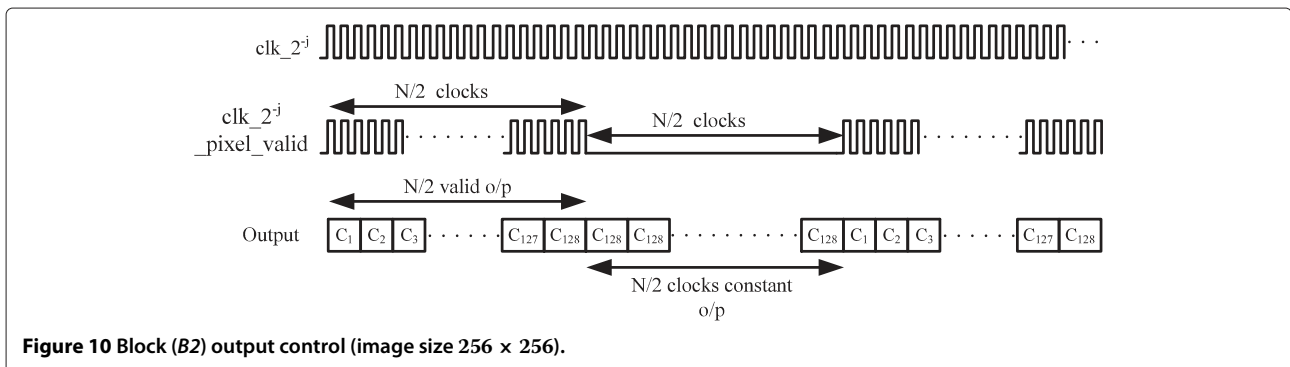 clk_2⁻ʲ
· · ·
N/2 clocks
clk_2⁻ʲ
_pixel_valid
N/2 clocks
N/2 valid o/p
Output
C₁ C₂ C₃ · · · · · · C₁₂₇ C₁₂₈ C₁₂₈ C₁₂₈ · · · · · · · · · · C₁₂₈ C₁ C₂ C₃ · · · · · · C₁₂₇ C₁₂₈
N/2 clocks constant
o/p
Figure 10 Block (B2) output control (image size 256 × 256).